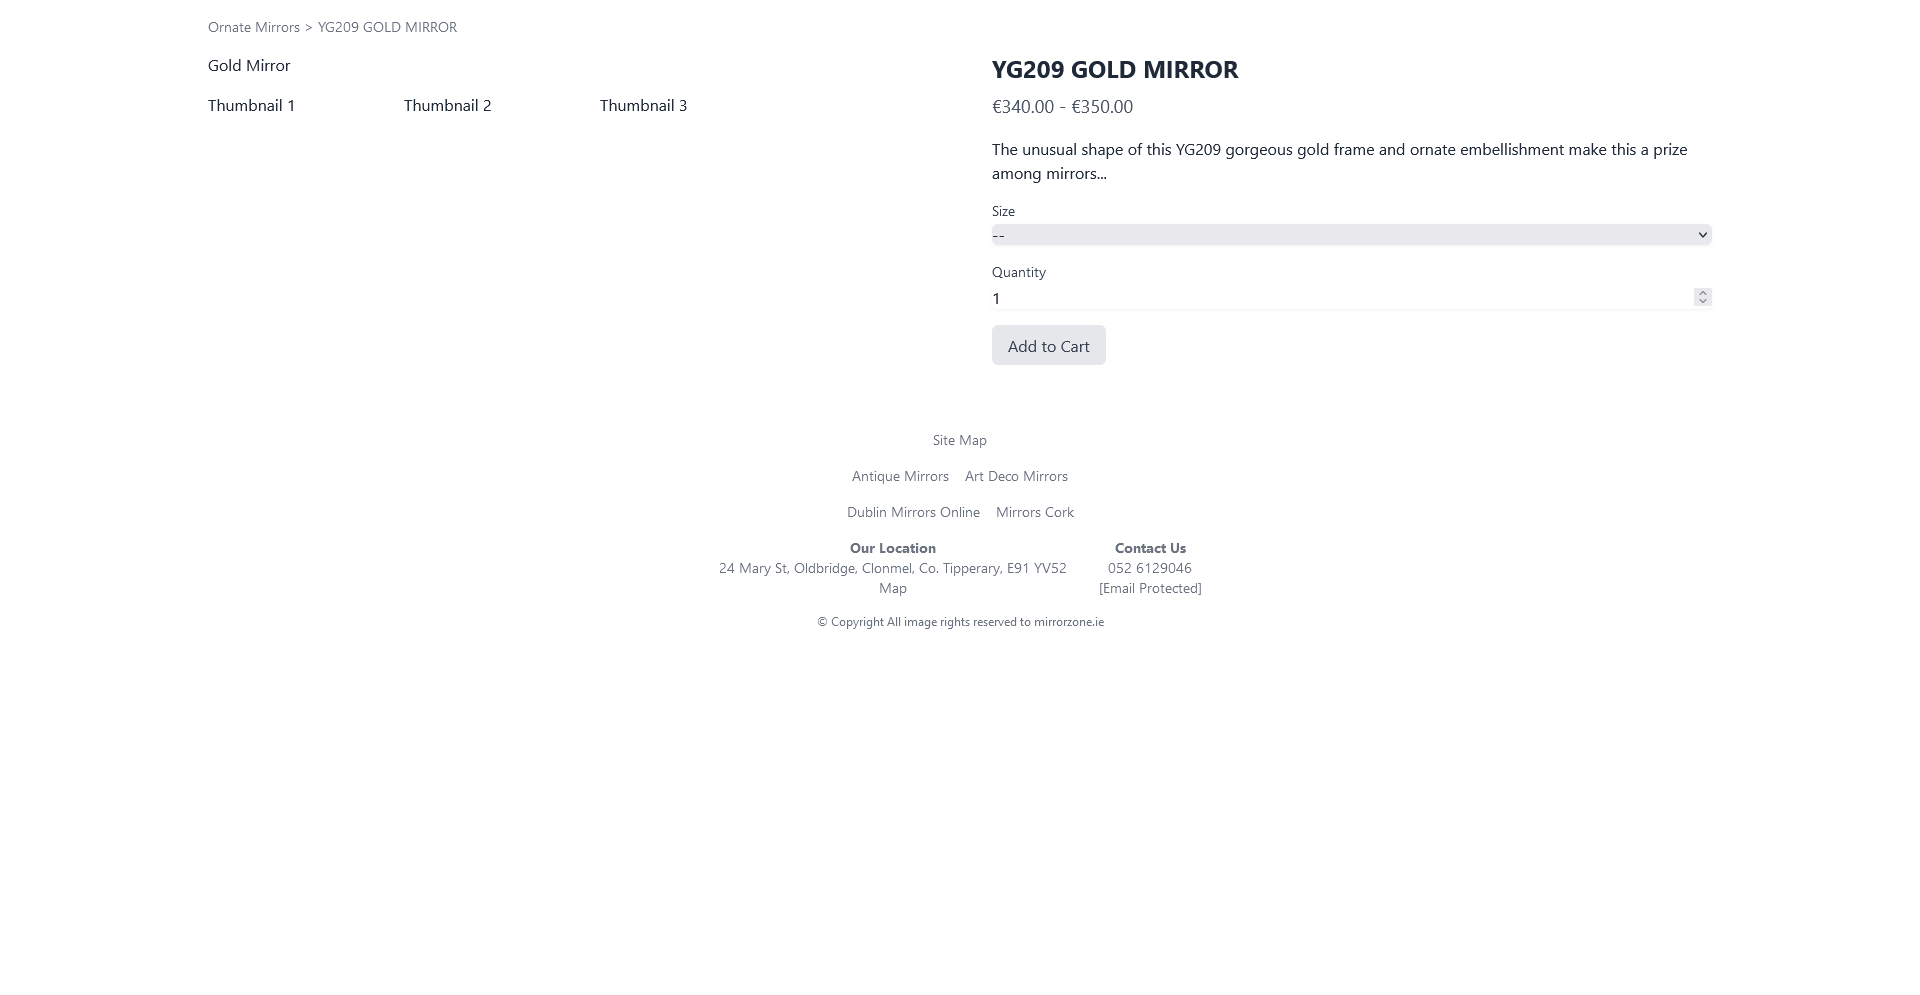 Ornate Mirrors > YG209 GOLD MIRROR
Gold Mirror
Thumbnail 1
Thumbnail 2
Thumbnail 3
YG209 GOLD MIRROR
€340.00 - €350.00
The unusual shape of this YG209 gorgeous gold frame and ornate embellishment make this a prize
among mirrors...
Size
--
Quantity
1
Add to Cart
Site Map
Antique Mirrors Art Deco Mirrors
Dublin Mirrors Online Mirrors Cork
Our Location
24 Mary St, Oldbridge, Clonmel, Co. Tipperary, E91 YV52
Map
Contact Us
052 6129046
[Email Protected]
© Copyright All image rights reserved to mirrorzone.ie